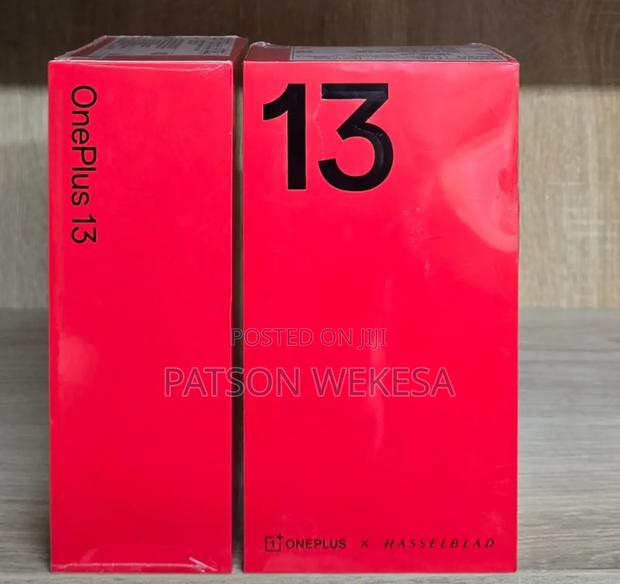 OnePlus 13
13
POSTED ON JIJI
PATSON WEKESA
1+ ONEPLUS × HASSELBLAD